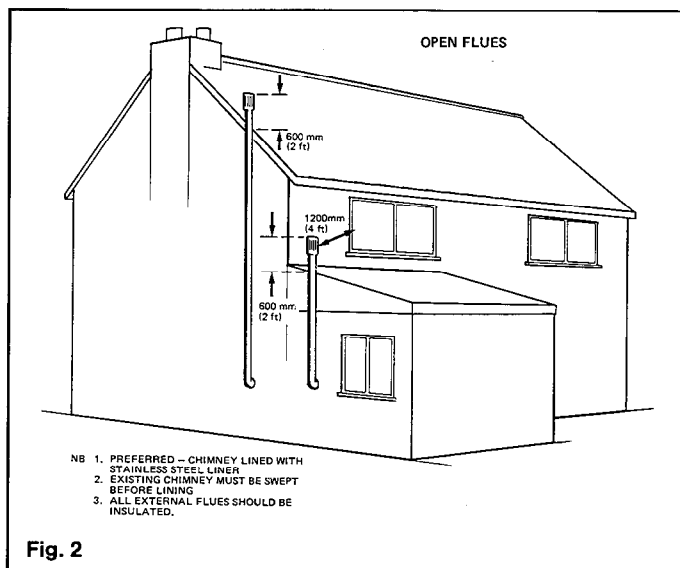 OPEN FLUES
600 mm
(2 ft)
1200mm
(4 ft)
600 mm
(2 ft)
NB 1. PREFERRED – CHIMNEY LINED WITH
STAINLESS STEEL LINER
2. EXISTING CHIMNEY MUST BE SWEPT
BEFORE LINING
3. ALL EXTERNAL FLUES SHOULD BE
INSULATED.
Fig. 2